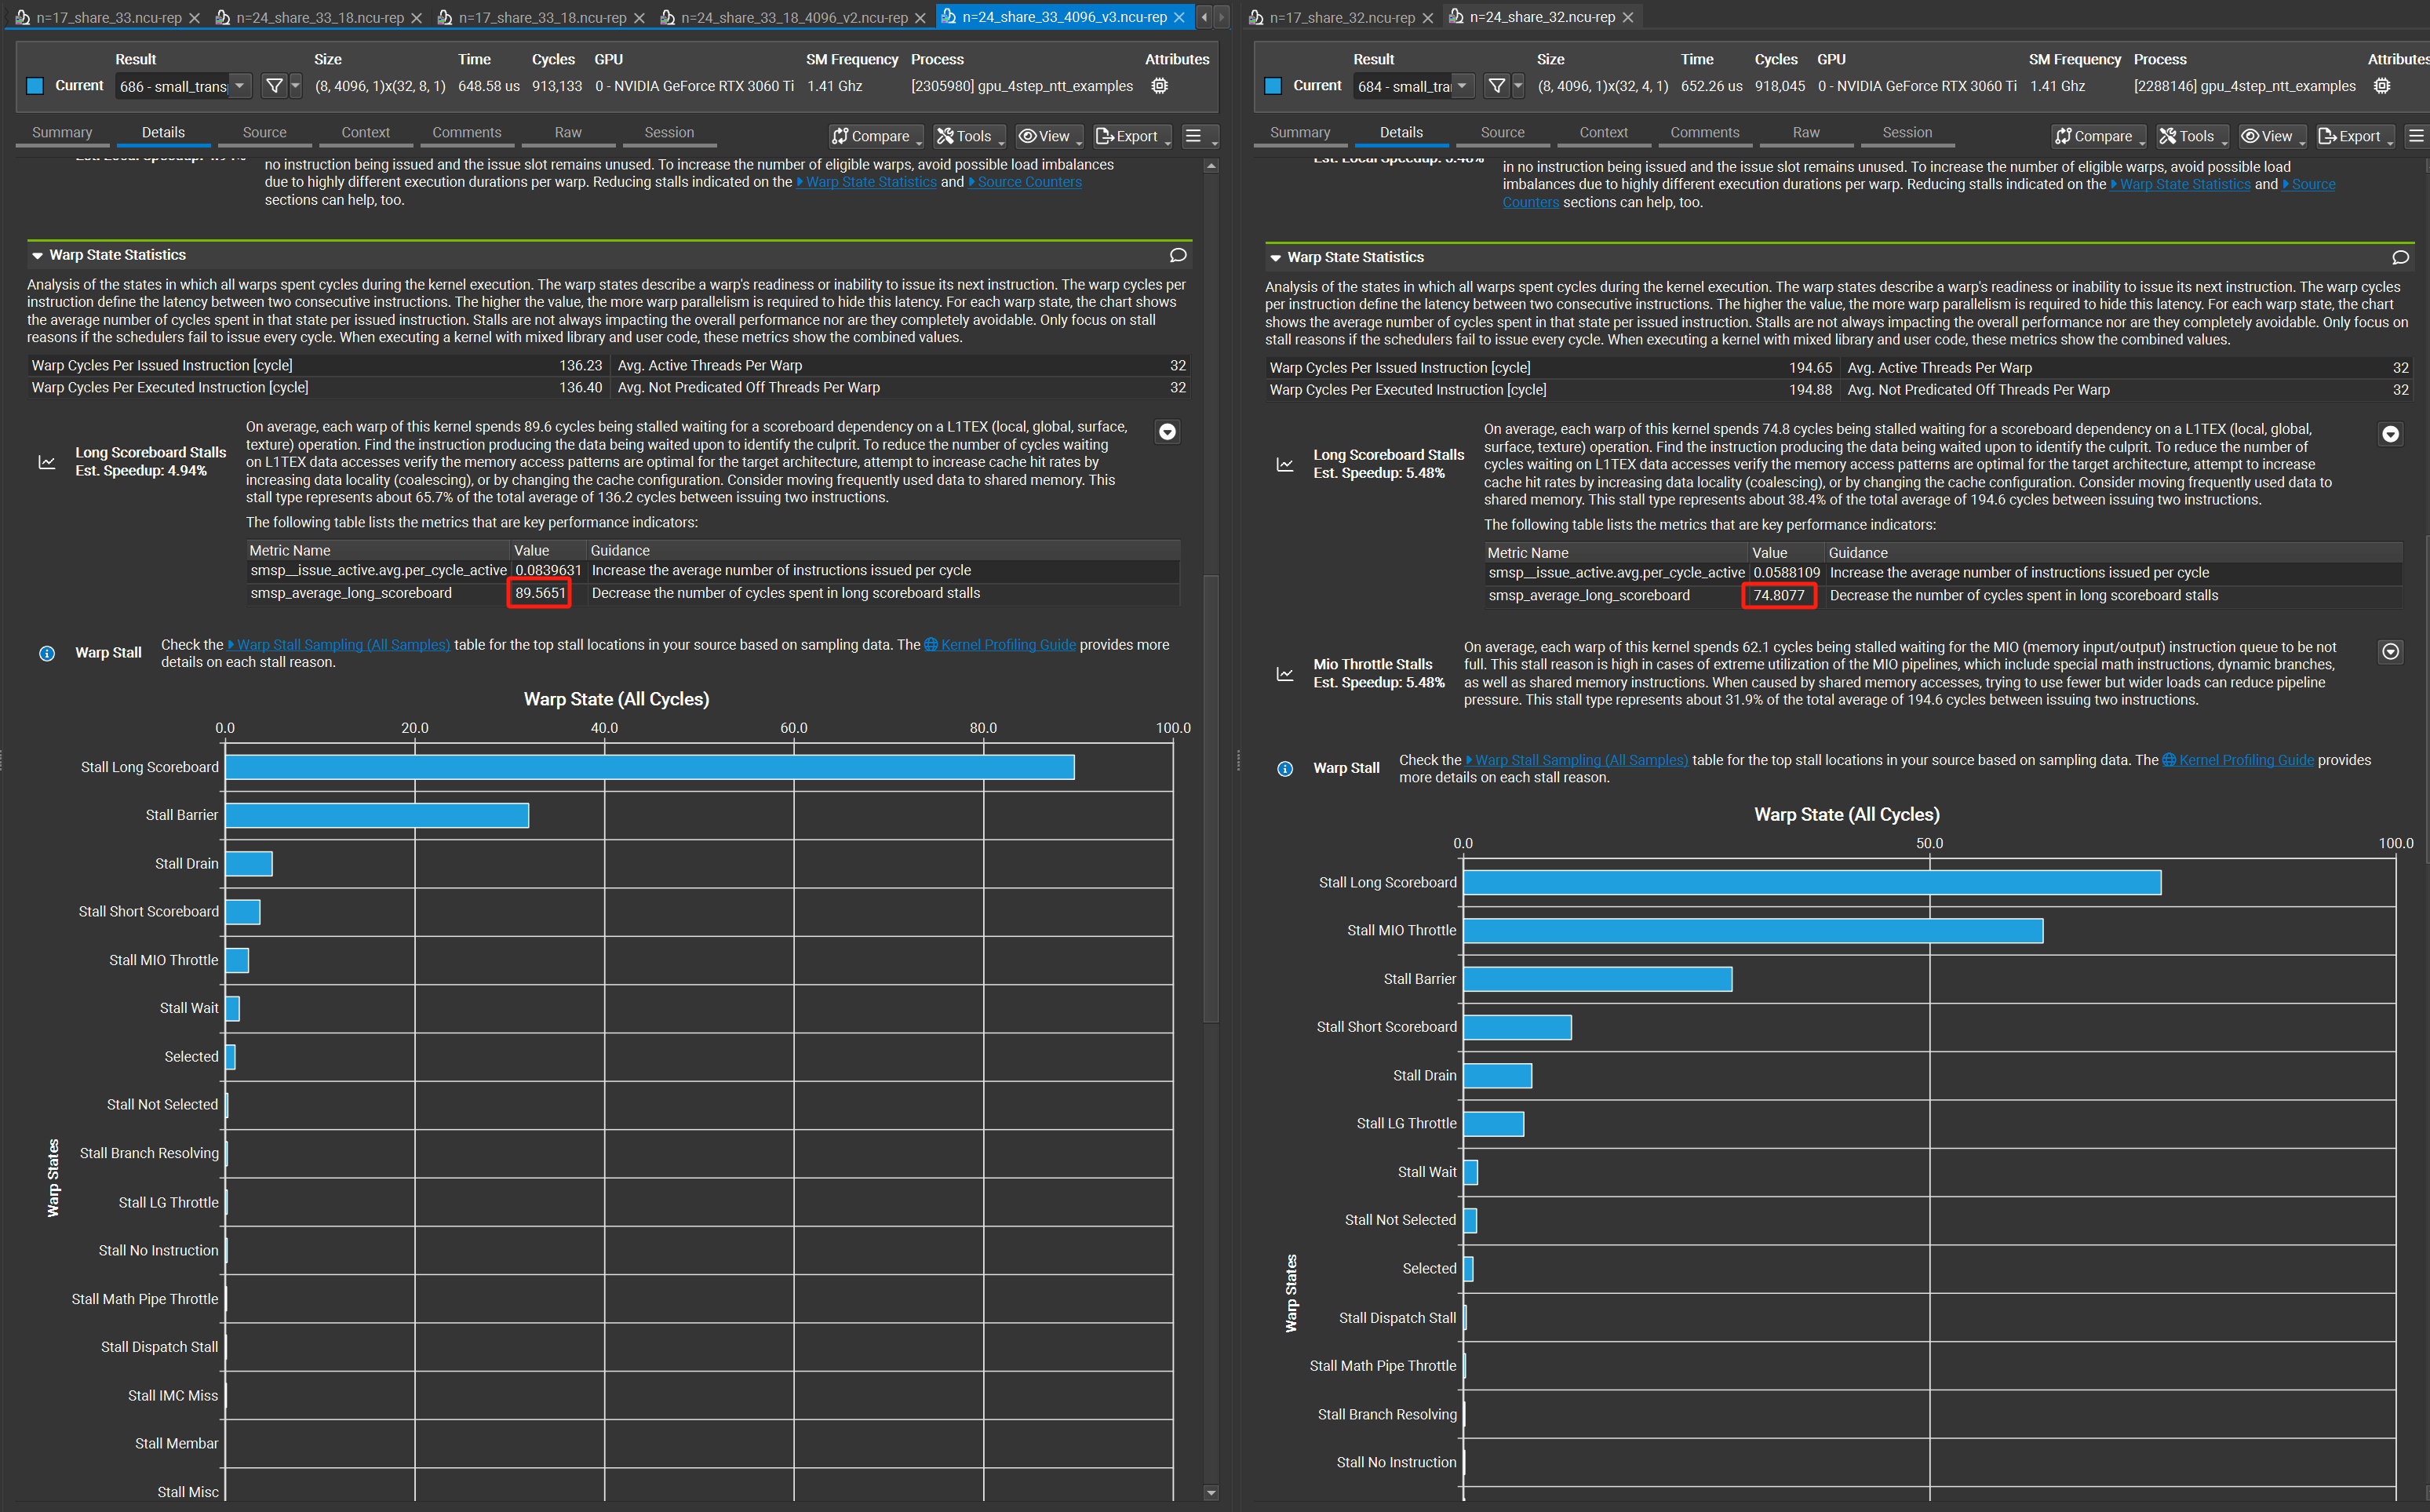 n=17_share_33.ncu-rep
n=24_share_33_18.ncu-rep
n=17_share_33_18.ncu-rep
n=24_share_33_18_4096_v2.ncu-rep
n=24_share_33_4096_v3.ncu-rep
Result Size Time Cycles GPU SM Frequency Process Attributes
Current 686 - small_trans (8, 4096, 1)x(32, 8, 1) 648.58 us 913,133 0 - NVIDIA GeForce RTX 3060 Ti 1.41 Ghz [2305980] gpu_4step_ntt_examples
Summary Details Source Context Comments Raw Session
Compare Tools View Export
no instruction being issued and the issue slot remains unused. To increase the number of eligible warps, avoid possible load imbalances
due to highly different execution durations per warp. Reducing stalls indicated on the Warp State Statistics and Source Counters
sections can help, too.
Warp State Statistics
Analysis of the states in which all warps spent cycles during the kernel execution. The warp states describe a warp's readiness or inability to issue its next instruction. The warp cycles per
instruction define the latency between two consecutive instructions. The higher the value, the more warp parallelism is required to hide this latency. For each warp state, the chart shows
the average number of cycles spent in that state per issued instruction. Stalls are not always impacting the overall performance nor are they completely avoidable. Only focus on stall
reasons if the schedulers fail to issue every cycle. When executing a kernel with mixed library and user code, these metrics show the combined values.
Warp Cycles Per Issued Instruction [cycle] 136.23 Avg. Active Threads Per Warp 32
Warp Cycles Per Executed Instruction [cycle] 136.40 Avg. Not Predicated Off Threads Per Warp 32
Long Scoreboard Stalls
Est. Speedup: 4.94%
On average, each warp of this kernel spends 89.6 cycles being stalled waiting for a scoreboard dependency on a L1TEX (local, global, surface,
texture) operation. Find the instruction producing the data being waited upon to identify the culprit. To reduce the number of cycles waiting
on L1TEX data accesses verify the memory access patterns are optimal for the target architecture, attempt to increase cache hit rates by
increasing data locality (coalescing), or by changing the cache configuration. Consider moving frequently used data to shared memory. This
stall type represents about 65.7% of the total average of 136.2 cycles between issuing two instructions.
The following table lists the metrics that are key performance indicators:
Metric Name Value Guidance
smsp__issue_active.avg.per_cycle_active 0.0839631 Increase the average number of instructions issued per cycle
smsp_average_long_scoreboard 89.5651 Decrease the number of cycles spent in long scoreboard stalls
Warp Stall
Check the Warp Stall Sampling (All Samples) table for the top stall locations in your source based on sampling data. The Kernel Profiling Guide provides more
details on each stall reason.
Warp State (All Cycles)
0.0 20.0 40.0 60.0 80.0 100.0
Stall Long Scoreboard
Stall Barrier
Stall Drain
Stall Short Scoreboard
Stall MIO Throttle
Stall Wait
Selected
Stall Not Selected
Stall Branch Resolving
Stall LG Throttle
Stall No Instruction
Stall Math Pipe Throttle
Stall Dispatch Stall
Stall IMC Miss
Stall Membar
Stall Misc
Warp States
n=17_share_32.ncu-rep
n=24_share_32.ncu-rep
Result Size Time Cycles GPU SM Frequency Process Attributes
Current 684 - small_tra (8, 4096, 1)x(32, 4, 1) 652.26 us 918,045 0 - NVIDIA GeForce RTX 3060 Ti 1.41 Ghz [2288146] gpu_4step_ntt_examples
Summary Details Source Context Comments Raw Session
Compare Tools View Export
in no instruction being issued and the issue slot remains unused. To increase the number of eligible warps, avoid possible load
imbalances due to highly different execution durations per warp. Reducing stalls indicated on the Warp State Statistics and Source
Counters sections can help, too.
Warp State Statistics
Analysis of the states in which all warps spent cycles during the kernel execution. The warp states describe a warp's readiness or inability to issue its next instruction. The warp cycles
per instruction define the latency between two consecutive instructions. The higher the value, the more warp parallelism is required to hide this latency. For each warp state, the chart
shows the average number of cycles spent in that state per issued instruction. Stalls are not always impacting the overall performance nor are they completely avoidable. Only focus on
stall reasons if the schedulers fail to issue every cycle. When executing a kernel with mixed library and user code, these metrics show the combined values.
Warp Cycles Per Issued Instruction [cycle] 194.65 Avg. Active Threads Per Warp 32
Warp Cycles Per Executed Instruction [cycle] 194.88 Avg. Not Predicated Off Threads Per Warp 32
Long Scoreboard Stalls
Est. Speedup: 5.48%
On average, each warp of this kernel spends 74.8 cycles being stalled waiting for a scoreboard dependency on a L1TEX (local, global,
surface, texture) operation. Find the instruction producing the data being waited upon to identify the culprit. To reduce the number of
cycles waiting on L1TEX data accesses verify the memory access patterns are optimal for the target architecture, attempt to increase
cache hit rates by increasing data locality (coalescing), or by changing the cache configuration. Consider moving frequently used data to
shared memory. This stall type represents about 38.4% of the total average of 194.6 cycles between issuing two instructions.
The following table lists the metrics that are key performance indicators:
Metric Name Value Guidance
smsp__issue_active.avg.per_cycle_active 0.0588109 Increase the average number of instructions issued per cycle
smsp_average_long_scoreboard 74.8077 Decrease the number of cycles spent in long scoreboard stalls
Mio Throttle Stalls
Est. Speedup: 5.48%
On average, each warp of this kernel spends 62.1 cycles being stalled waiting for the MIO (memory input/output) instruction queue to be not
full. This stall reason is high in cases of extreme utilization of the MIO pipelines, which include special math instructions, dynamic branches,
as well as shared memory instructions. When caused by shared memory accesses, trying to use fewer but wider loads can reduce pipeline
pressure. This stall type represents about 31.9% of the total average of 194.6 cycles between issuing two instructions.
Warp Stall
Check the Warp Stall Sampling (All Samples) table for the top stall locations in your source based on sampling data. The Kernel Profiling Guide provides
more details on each stall reason.
Warp State (All Cycles)
0.0 50.0 100.0
Stall Long Scoreboard
Stall MIO Throttle
Stall Barrier
Stall Short Scoreboard
Stall Drain
Stall LG Throttle
Stall Wait
Stall Not Selected
Selected
Stall Dispatch Stall
Stall Math Pipe Throttle
Stall Branch Resolving
Stall No Instruction
Warp States